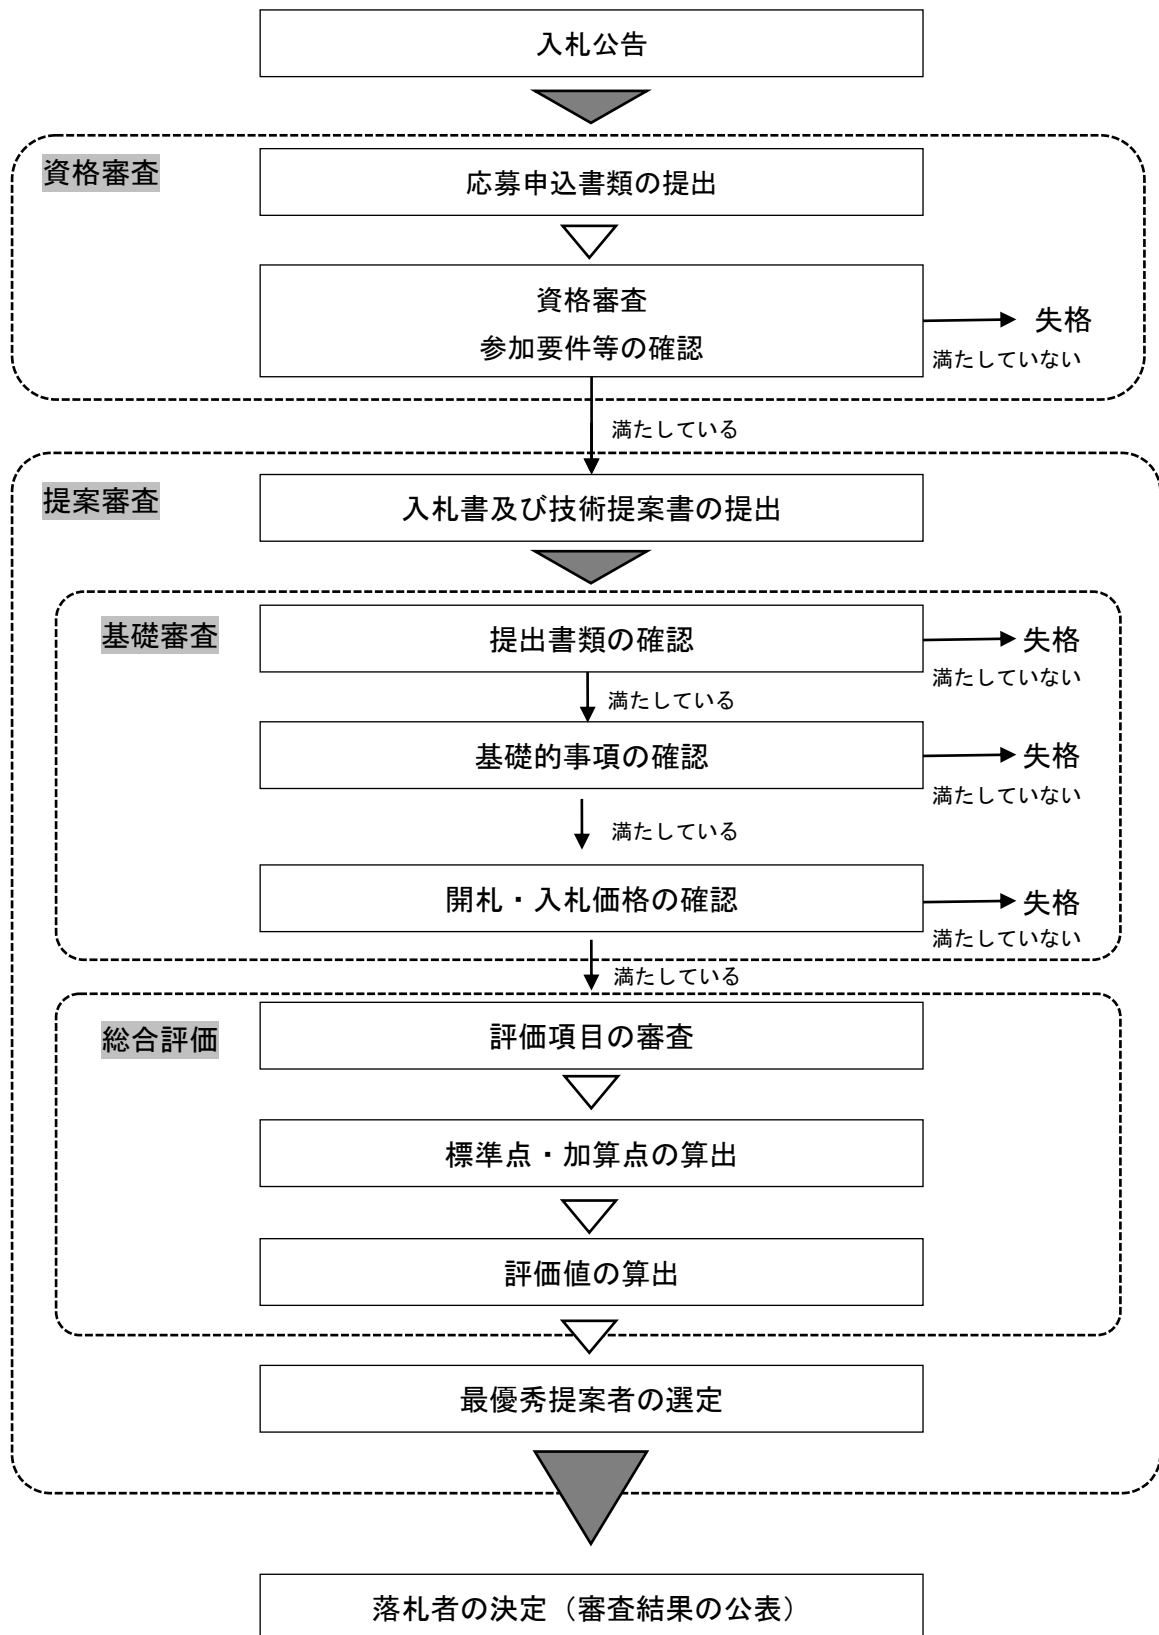 入札公告
資格審査
応募申込書類の提出
資格審査
参加要件等の確認
失格
満たしていない
満たしている
提案審査
入札書及び技術提案書の提出
基礎審査
提出書類の確認
失格
満たしていない
満たしている
基礎的事項の確認
失格
満たしていない
満たしている
開札・入札価格の確認
失格
満たしていない
満たしている
総合評価
評価項目の審査
標準点・加算点の算出
評価値の算出
最優秀提案者の選定
落札者の決定（審査結果の公表）